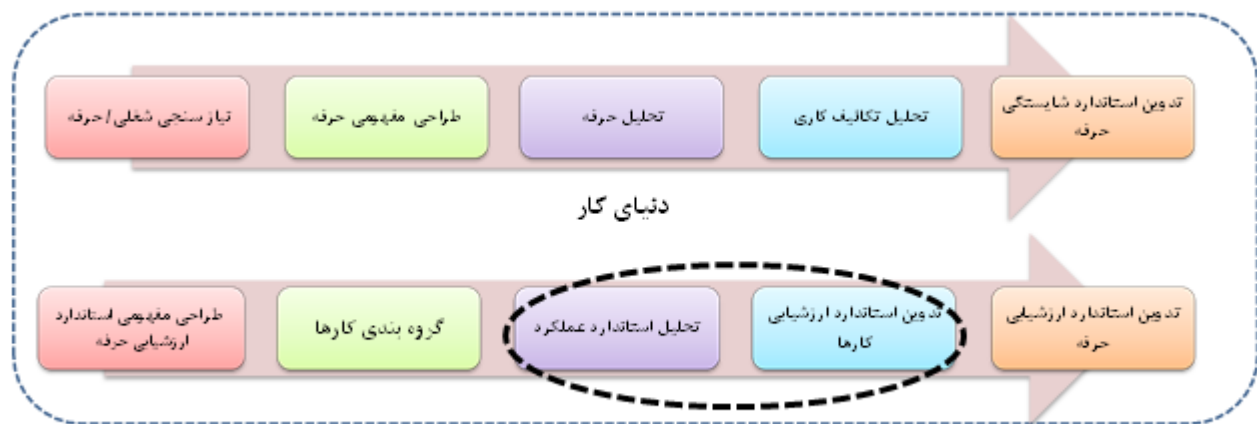 نیاز سنجی شغلی/ حرفه
طراحی مفهومی حرفه
تحلیل حرفه
تحلیل تکالیف کاری
تدوین استاندارد شایستگی
حرفه
دنیای کار
طراحی مفهومی استاندارد
ارزشیابی حرفه
گروه بندی کارها
تحلیل استاندارد عملکرد
تدوین استاندارد ارزشیابی
کارها
تدوین استاندارد ارزشیابی
حرفه